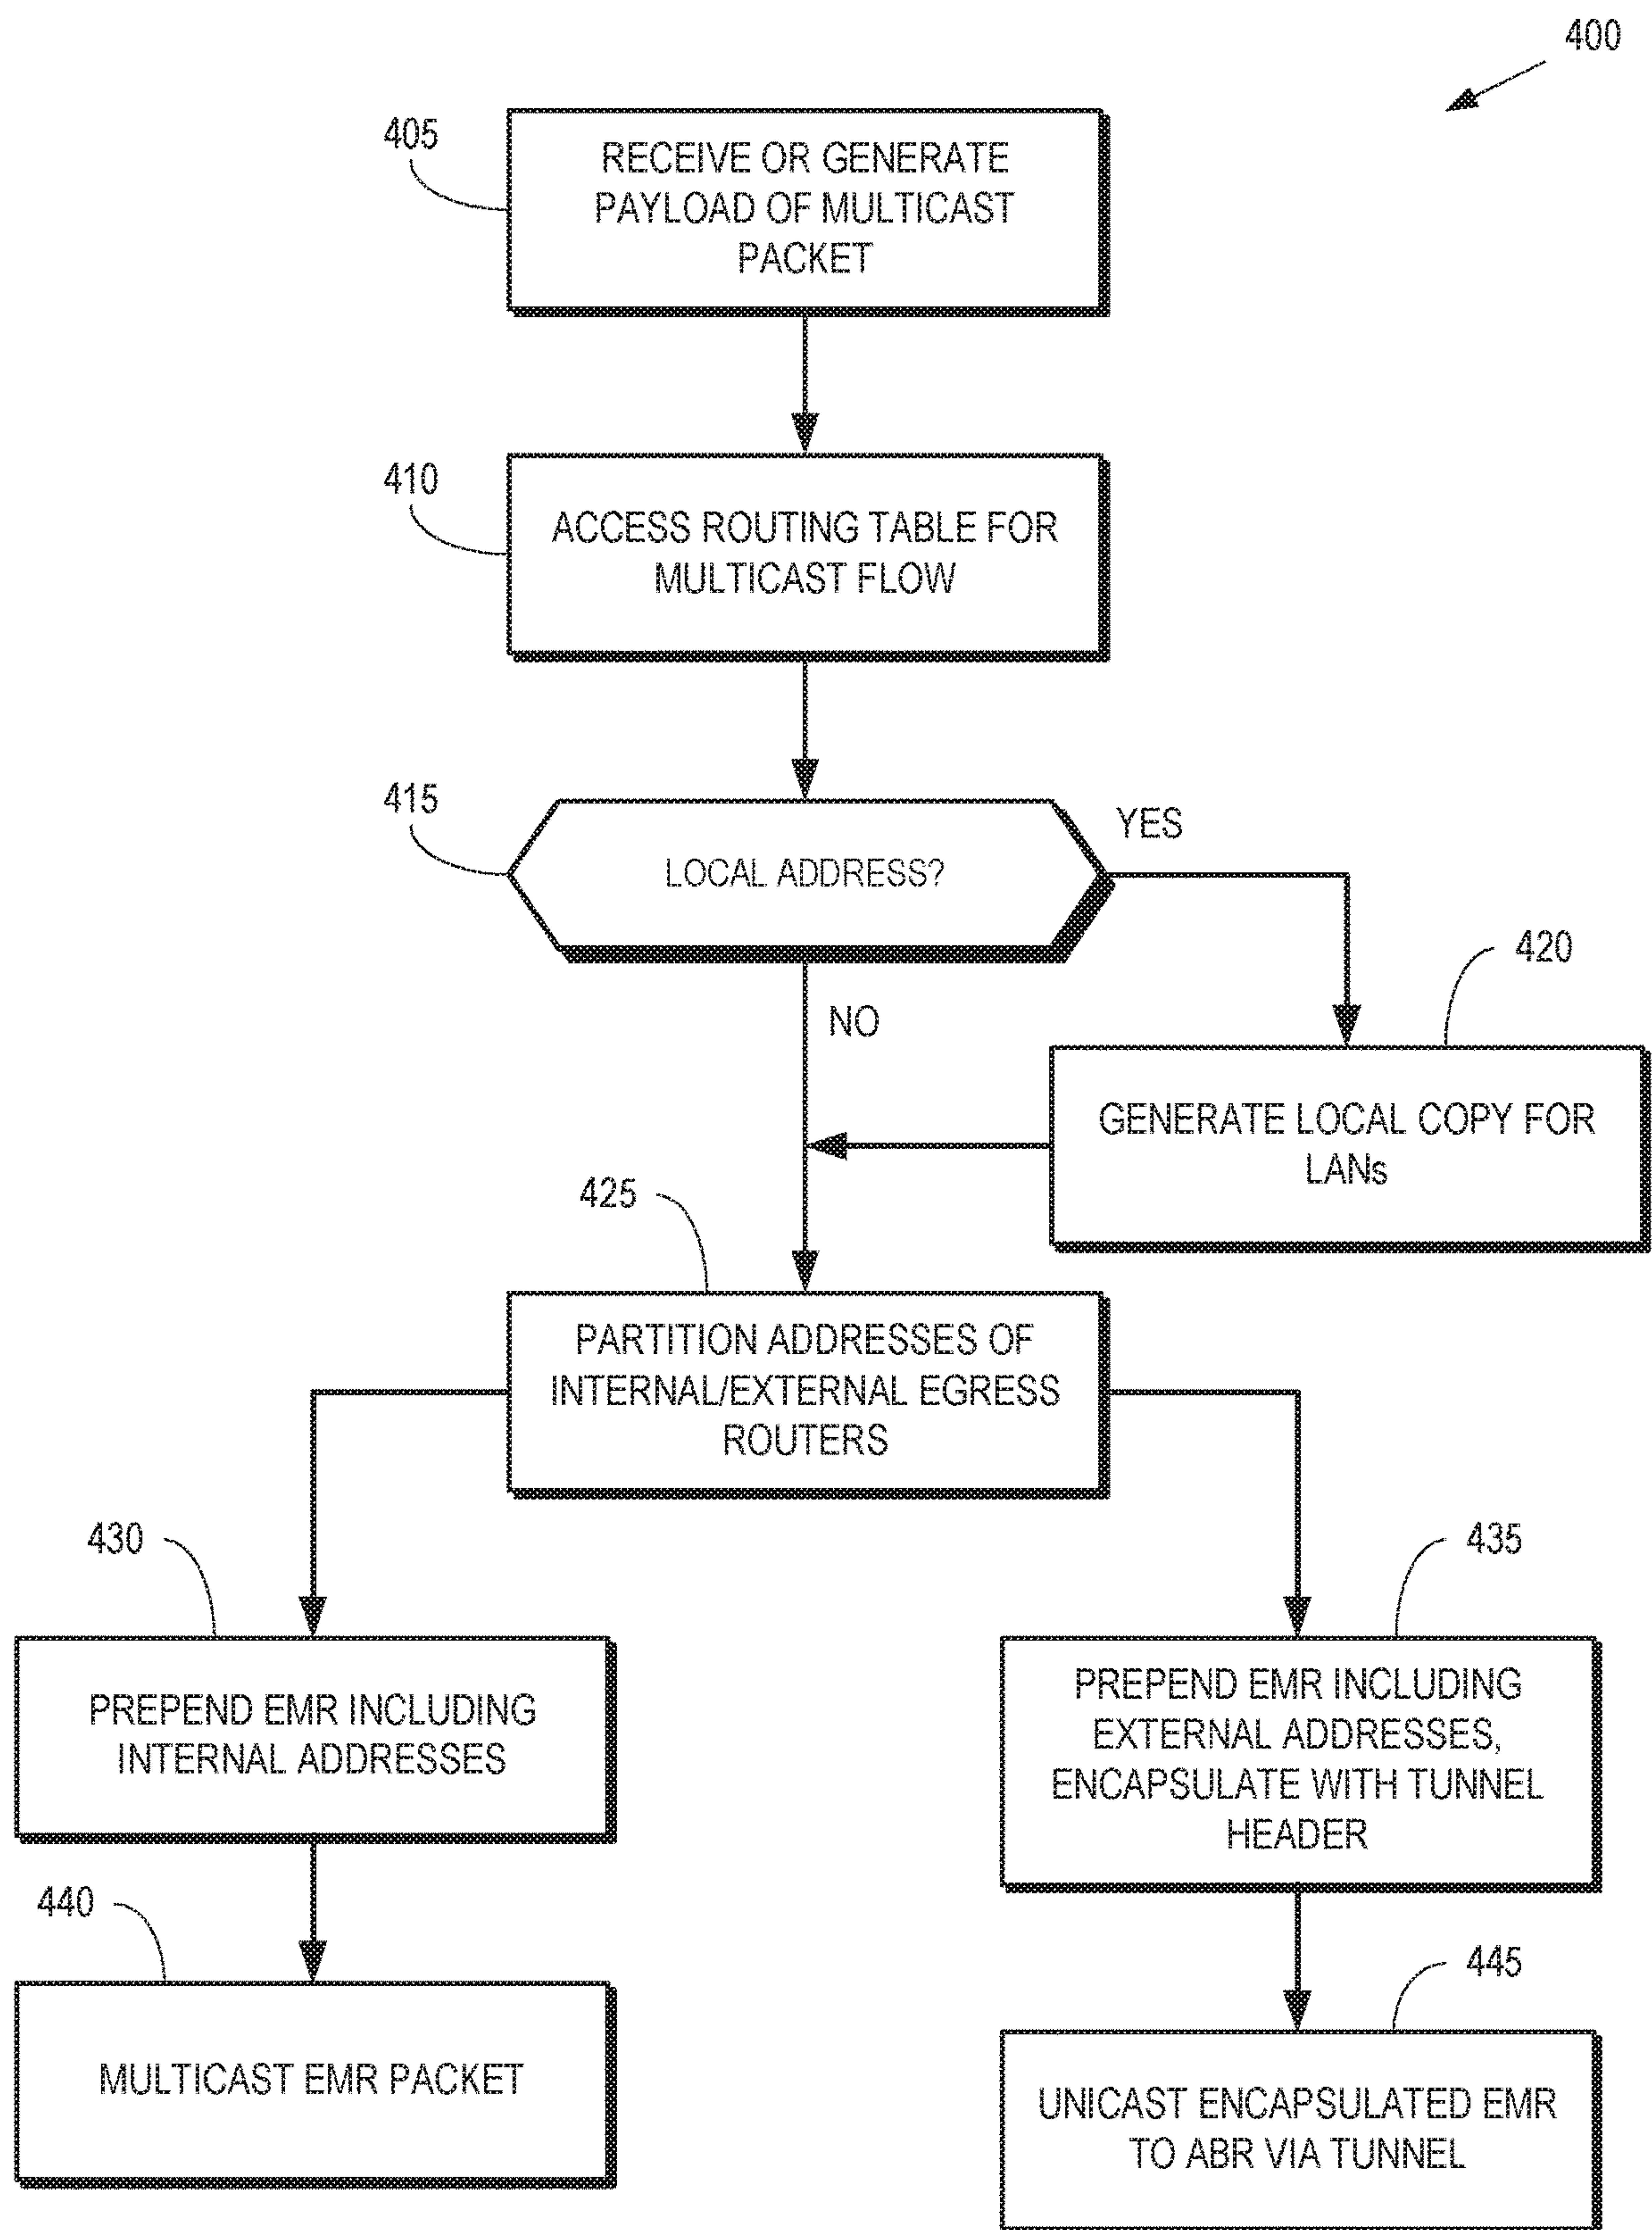 400
405
RECEIVE OR GENERATE
PAYLOAD OF MULTICAST
PACKET
410
ACCESS ROUTING TABLE FOR
MULTICAST FLOW
415
LOCAL ADDRESS?
YES
NO
420
GENERATE LOCAL COPY FOR
LANs
425
PARTITION ADDRESSES OF
INTERNAL/EXTERNAL EGRESS
ROUTERS
430
PREPEND EMR INCLUDING
INTERNAL ADDRESSES
435
PREPEND EMR INCLUDING
EXTERNAL ADDRESSES,
ENCAPSULATE WITH TUNNEL
HEADER
440
MULTICAST EMR PACKET
445
UNICAST ENCAPSULATED EMR
TO ABR VIA TUNNEL